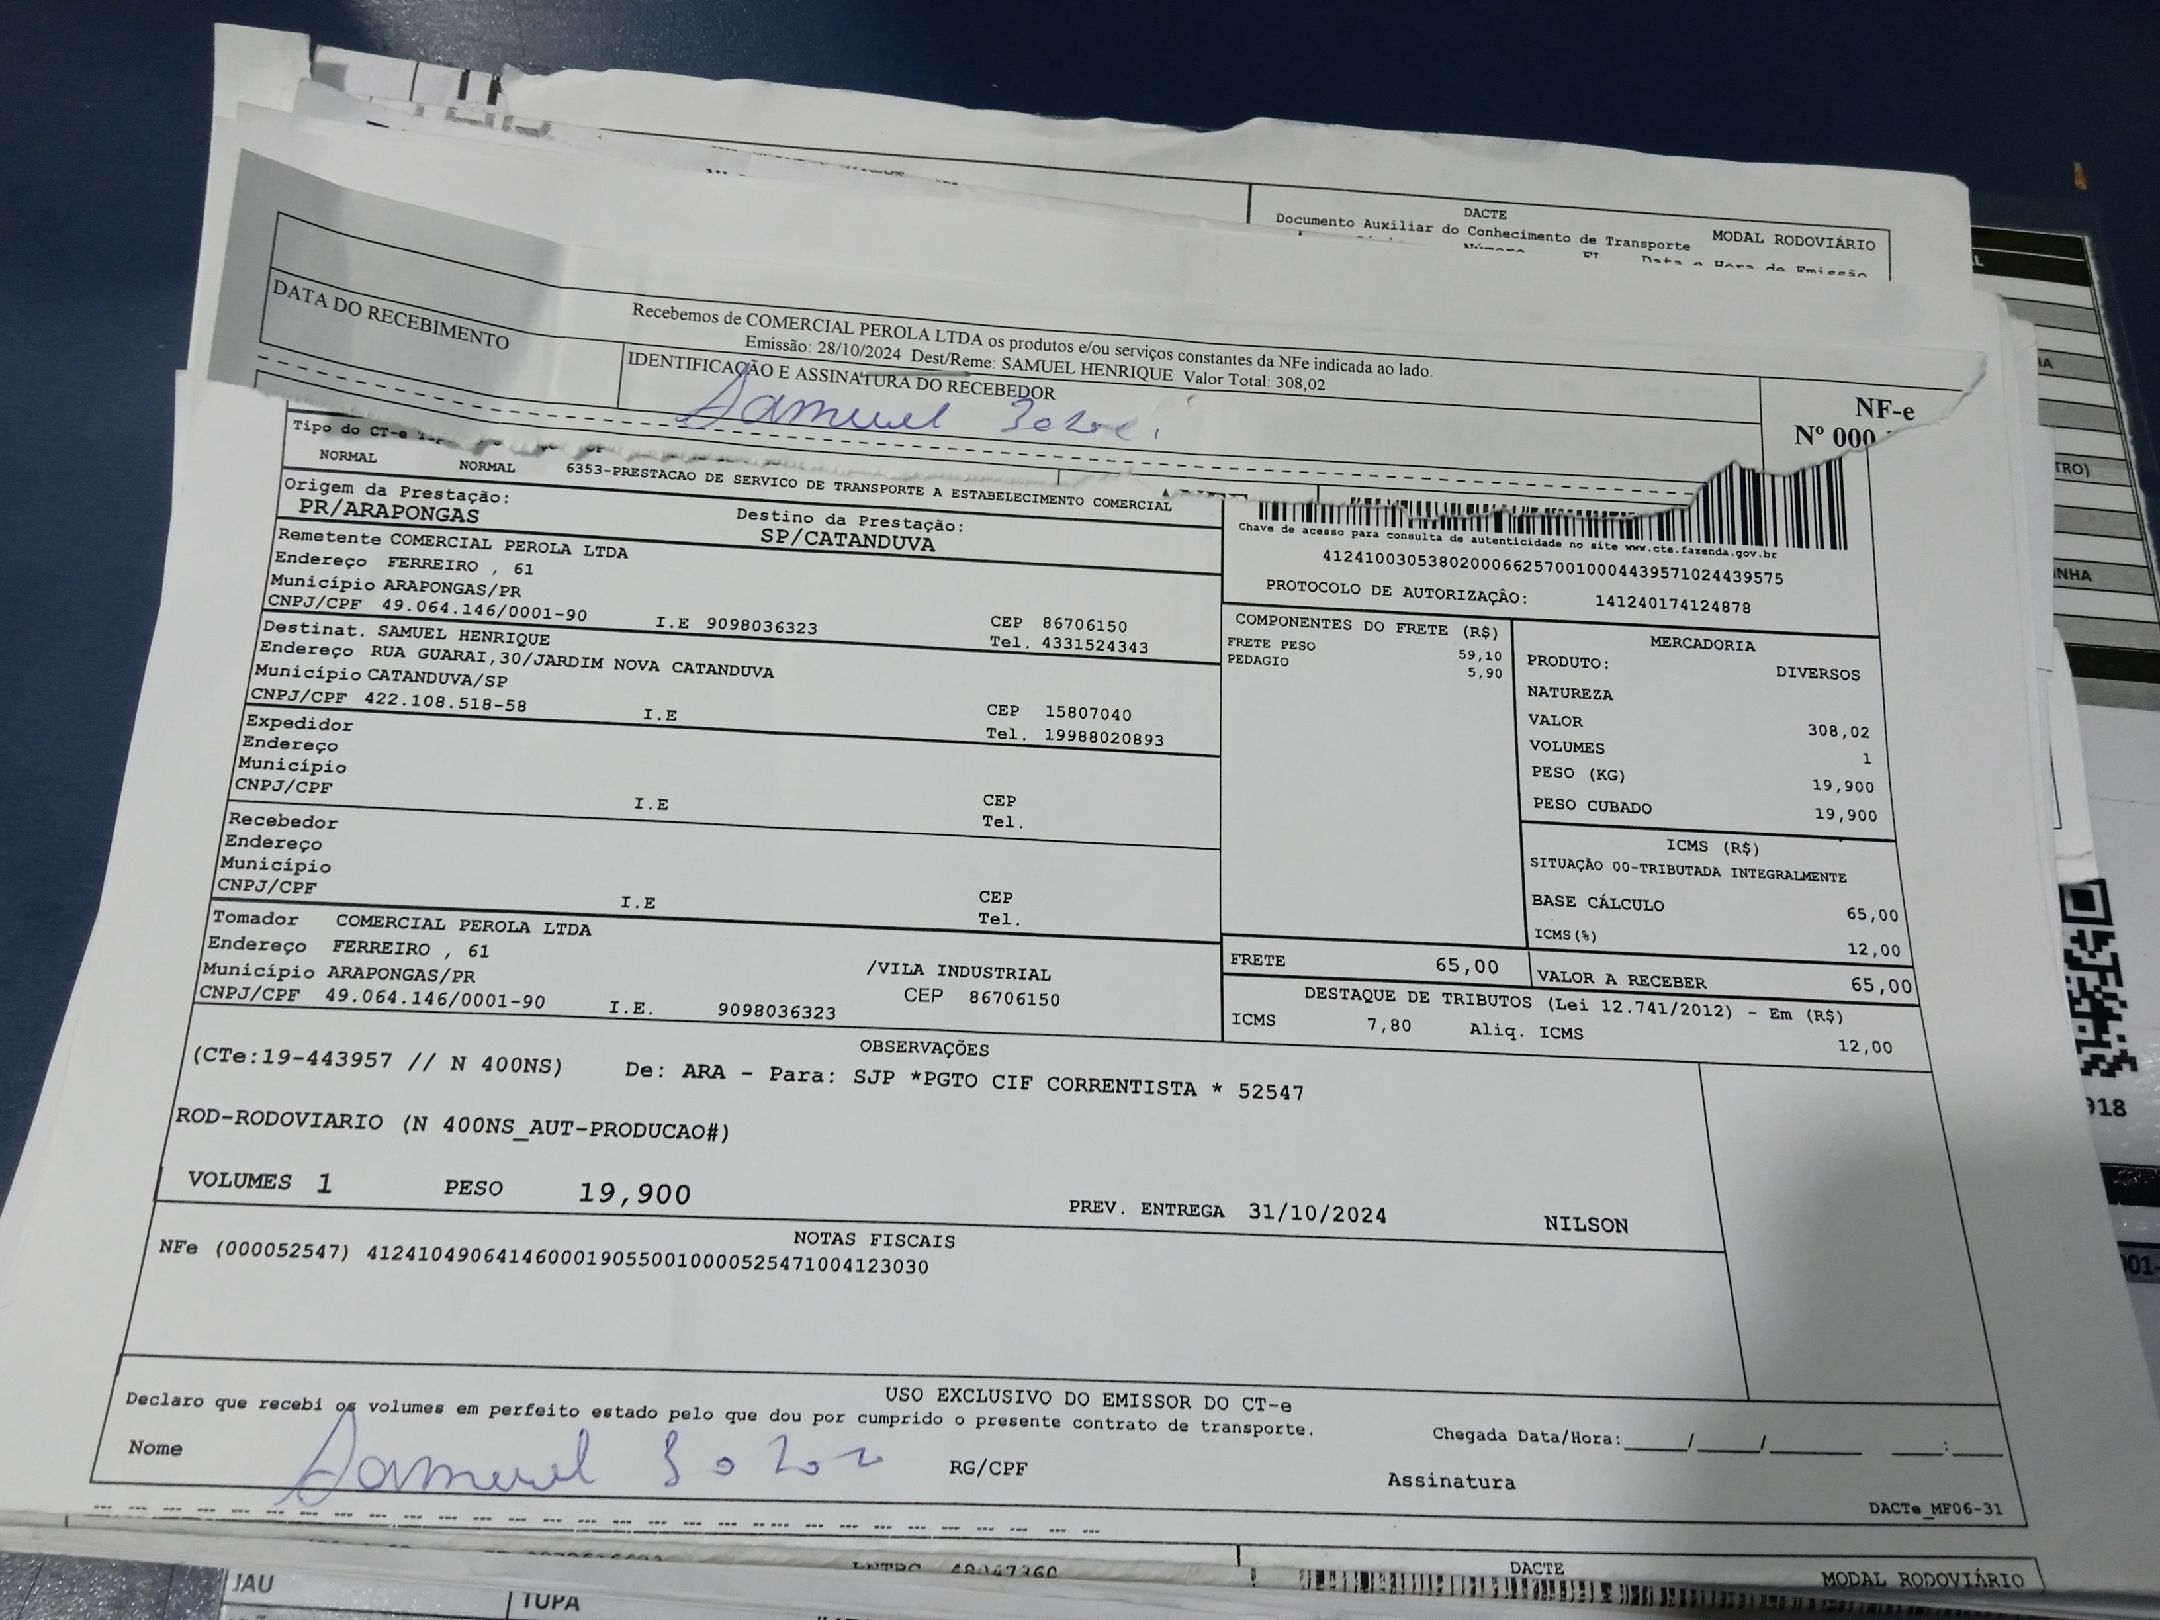 DACTE
Documento Auxiliar do Conhecimento de Transporte MODAL RODOVIÁRIO
Recebemos de COMERCIAL PEROLA LTDA os produtos e/ou serviços constantes da NFe indicada ao lado.
Emissão: 28/10/2024 Dest/Reme: SAMUEL HENRIQUE Valor Total: 308,02
DATA DO RECEBIMENTO
IDENTIFICAÇÃO E ASSINATURA DO RECEBEDOR
Samuel
NF-e
Nº 000
Tipo do CT-e
NORMAL NORMAL 6353-PRESTACAO DE SERVICO DE TRANSPORTE A ESTABELECIMENTO COMERCIAL
Origem da Prestação: Destino da Prestação:
PR/ARAPONGAS SP/CATANDUVA
Remetente COMERCIAL PEROLA LTDA
Endereço FERREIRO , 61
Município ARAPONGAS/PR CEP 86706150
CNPJ/CPF 49.064.146/0001-90 I.E 9098036323 Tel. 4331524343
Destinat. SAMUEL HENRIQUE
Endereço RUA GUARAI,30/JARDIM NOVA CATANDUVA
Município CATANDUVA/SP CEP 15807040
CNPJ/CPF 422.108.518-58 I.E Tel. 19988020893
Expedidor
Endereço
Município CEP
CNPJ/CPF I.E Tel.
Recebedor
Endereço
Município CEP
CNPJ/CPF I.E Tel.
Tomador COMERCIAL PEROLA LTDA
Endereço FERREIRO , 61 /VILA INDUSTRIAL
Município ARAPONGAS/PR CEP 86706150
CNPJ/CPF 49.064.146/0001-90 I.E. 9098036323
Chave de acesso para consulta de autenticidade no site www.cte.fazenda.gov.br
41241003053802000662570010004439571024439575
PROTOCOLO DE AUTORIZAÇÂO: 141240174124878
COMPONENTES DO FRETE (R$)
FRETE PESO 59,10
PEDAGIO 5,90
MERCADORIA
PRODUTO: DIVERSOS
NATUREZA
VALOR 308,02
VOLUMES 1
PESO (KG) 19,900
PESO CUBADO 19,900
ICMS (R$)
SITUAÇÃO 00-TRIBUTADA INTEGRALMENTE
BASE CÁLCULO 65,00
ICMS(%) 12,00
FRETE 65,00 VALOR A RECEBER 65,00
DESTAQUE DE TRIBUTOS (Lei 12.741/2012) - Em (R$)
ICMS 7,80 Aliq. ICMS 12,00
OBSERVAÇÕES
(CTe:19-443957 // N 400NS) De: ARA - Para: SJP *PGTO CIF CORRENTISTA * 52547
ROD-RODOVIARIO (N 400NS_AUT-PRODUCAO#)
VOLUMES 1 PESO 19,900 PREV. ENTREGA 31/10/2024 NILSON
NOTAS FISCAIS
NFe (000052547) 41241049064146000190550010000525471004123030
USO EXCLUSIVO DO EMISSOR DO CT-e
Declaro que recebi os volumes em perfeito estado pelo que dou por cumprido o presente contrato de transporte.
Chegada Data/Hora:____/____/______ ___:___
Nome Samuel RG/CPF Assinatura
DACTe_MF06-31
DACTE
MODAL RODOVIÁRIO
JAU TUPA
TRO)
NHA
918